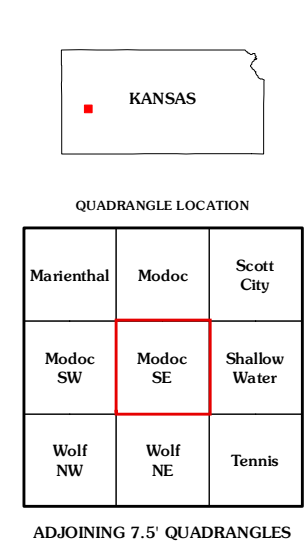 KANSAS
QUADRANGLE LOCATION
Marienthal
Modoc
Scott
City
Modoc
SW
Modoc
SE
Shallow
Water
Wolf
NW
Wolf
NE
Tennis
ADJOINING 7.5' QUADRANGLES